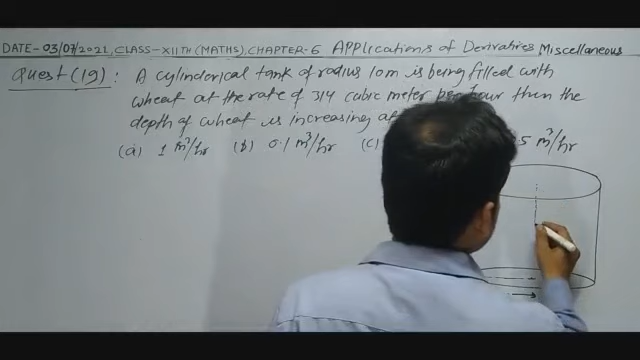 DATE-03/07/2021, CLASS-XIITH (MATHS), CHAPTER-6 APPlicationS of Derivatives Miscellaneous
Quest (19) : A cylindrical tank of radius 10m is being filled with
wheat at the rate of 314 cubic meter per hour then the
depth of wheat is increasing at
(a) 1 m³/hr (b) 0.1 m³/hr (c) 5 m³/hr